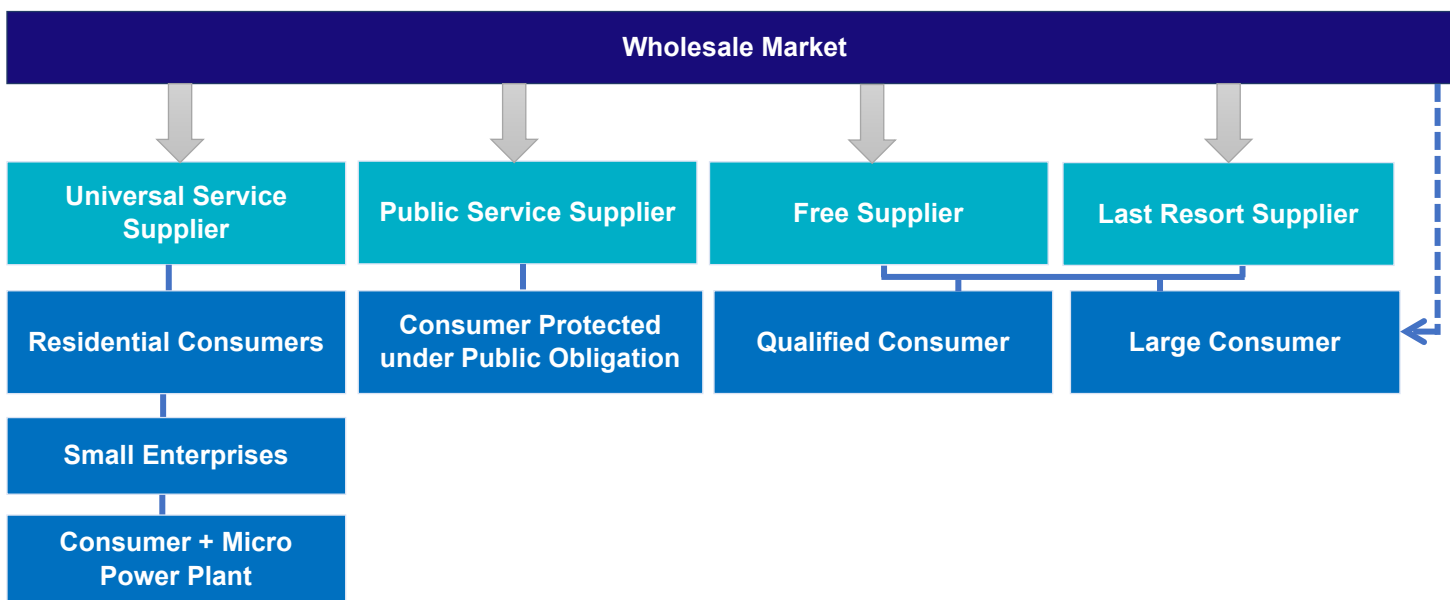 Wholesale Market
Universal Service
Supplier
Public Service Supplier
Free Supplier
Last Resort Supplier
Residential Consumers
Consumer Protected
under Public Obligation
Qualified Consumer
Large Consumer
Small Enterprises
Consumer + Micro
Power Plant